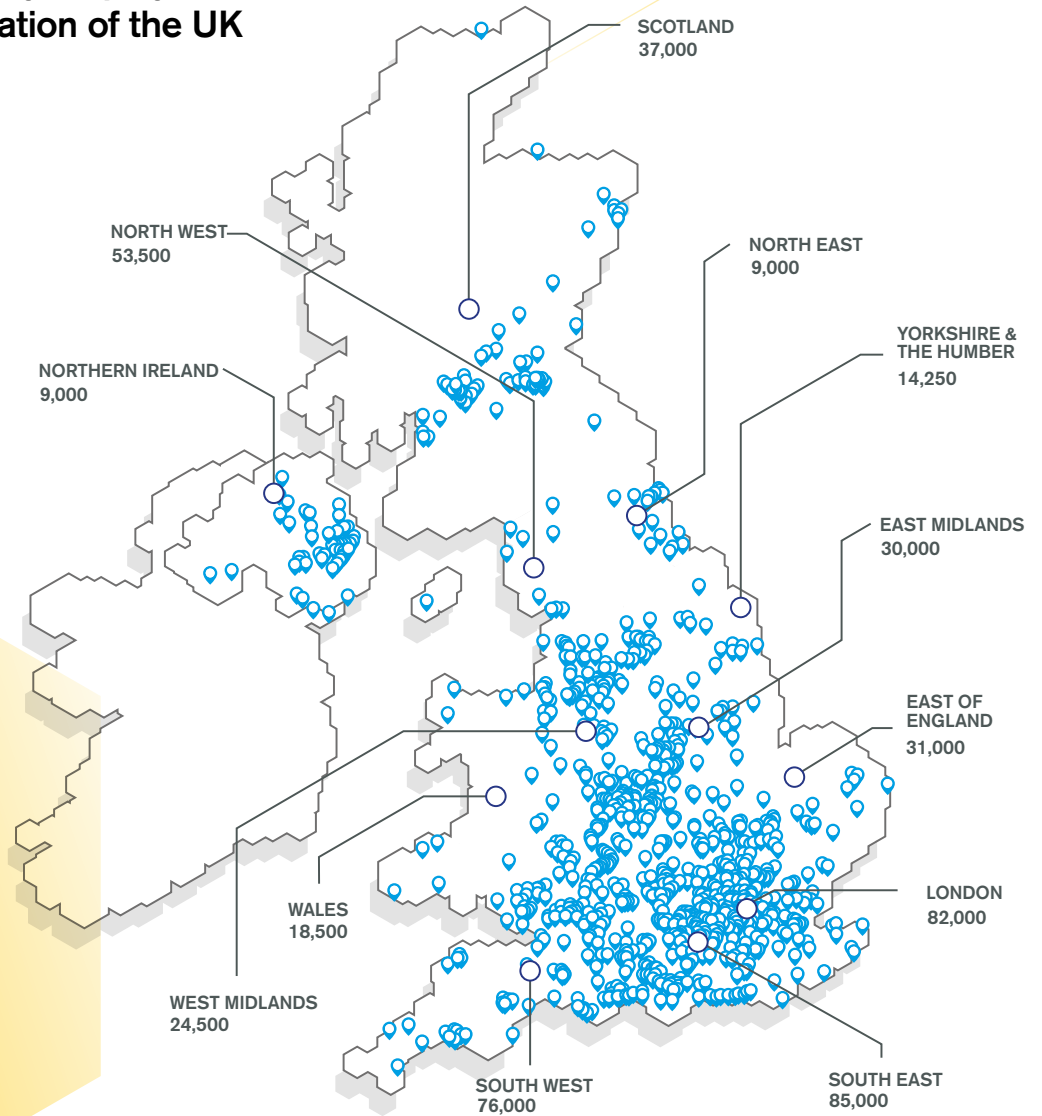 ation of the UK
SCOTLAND
37,000
NORTH WEST
53,500
NORTH EAST
9,000
YORKSHIRE &
THE HUMBER
14,250
NORTHERN IRELAND
9,000
EAST MIDLANDS
30,000
EAST OF
ENGLAND
31,000
LONDON
82,000
WALES
18,500
WEST MIDLANDS
24,500
SOUTH WEST
76,000
SOUTH EAST
85,000